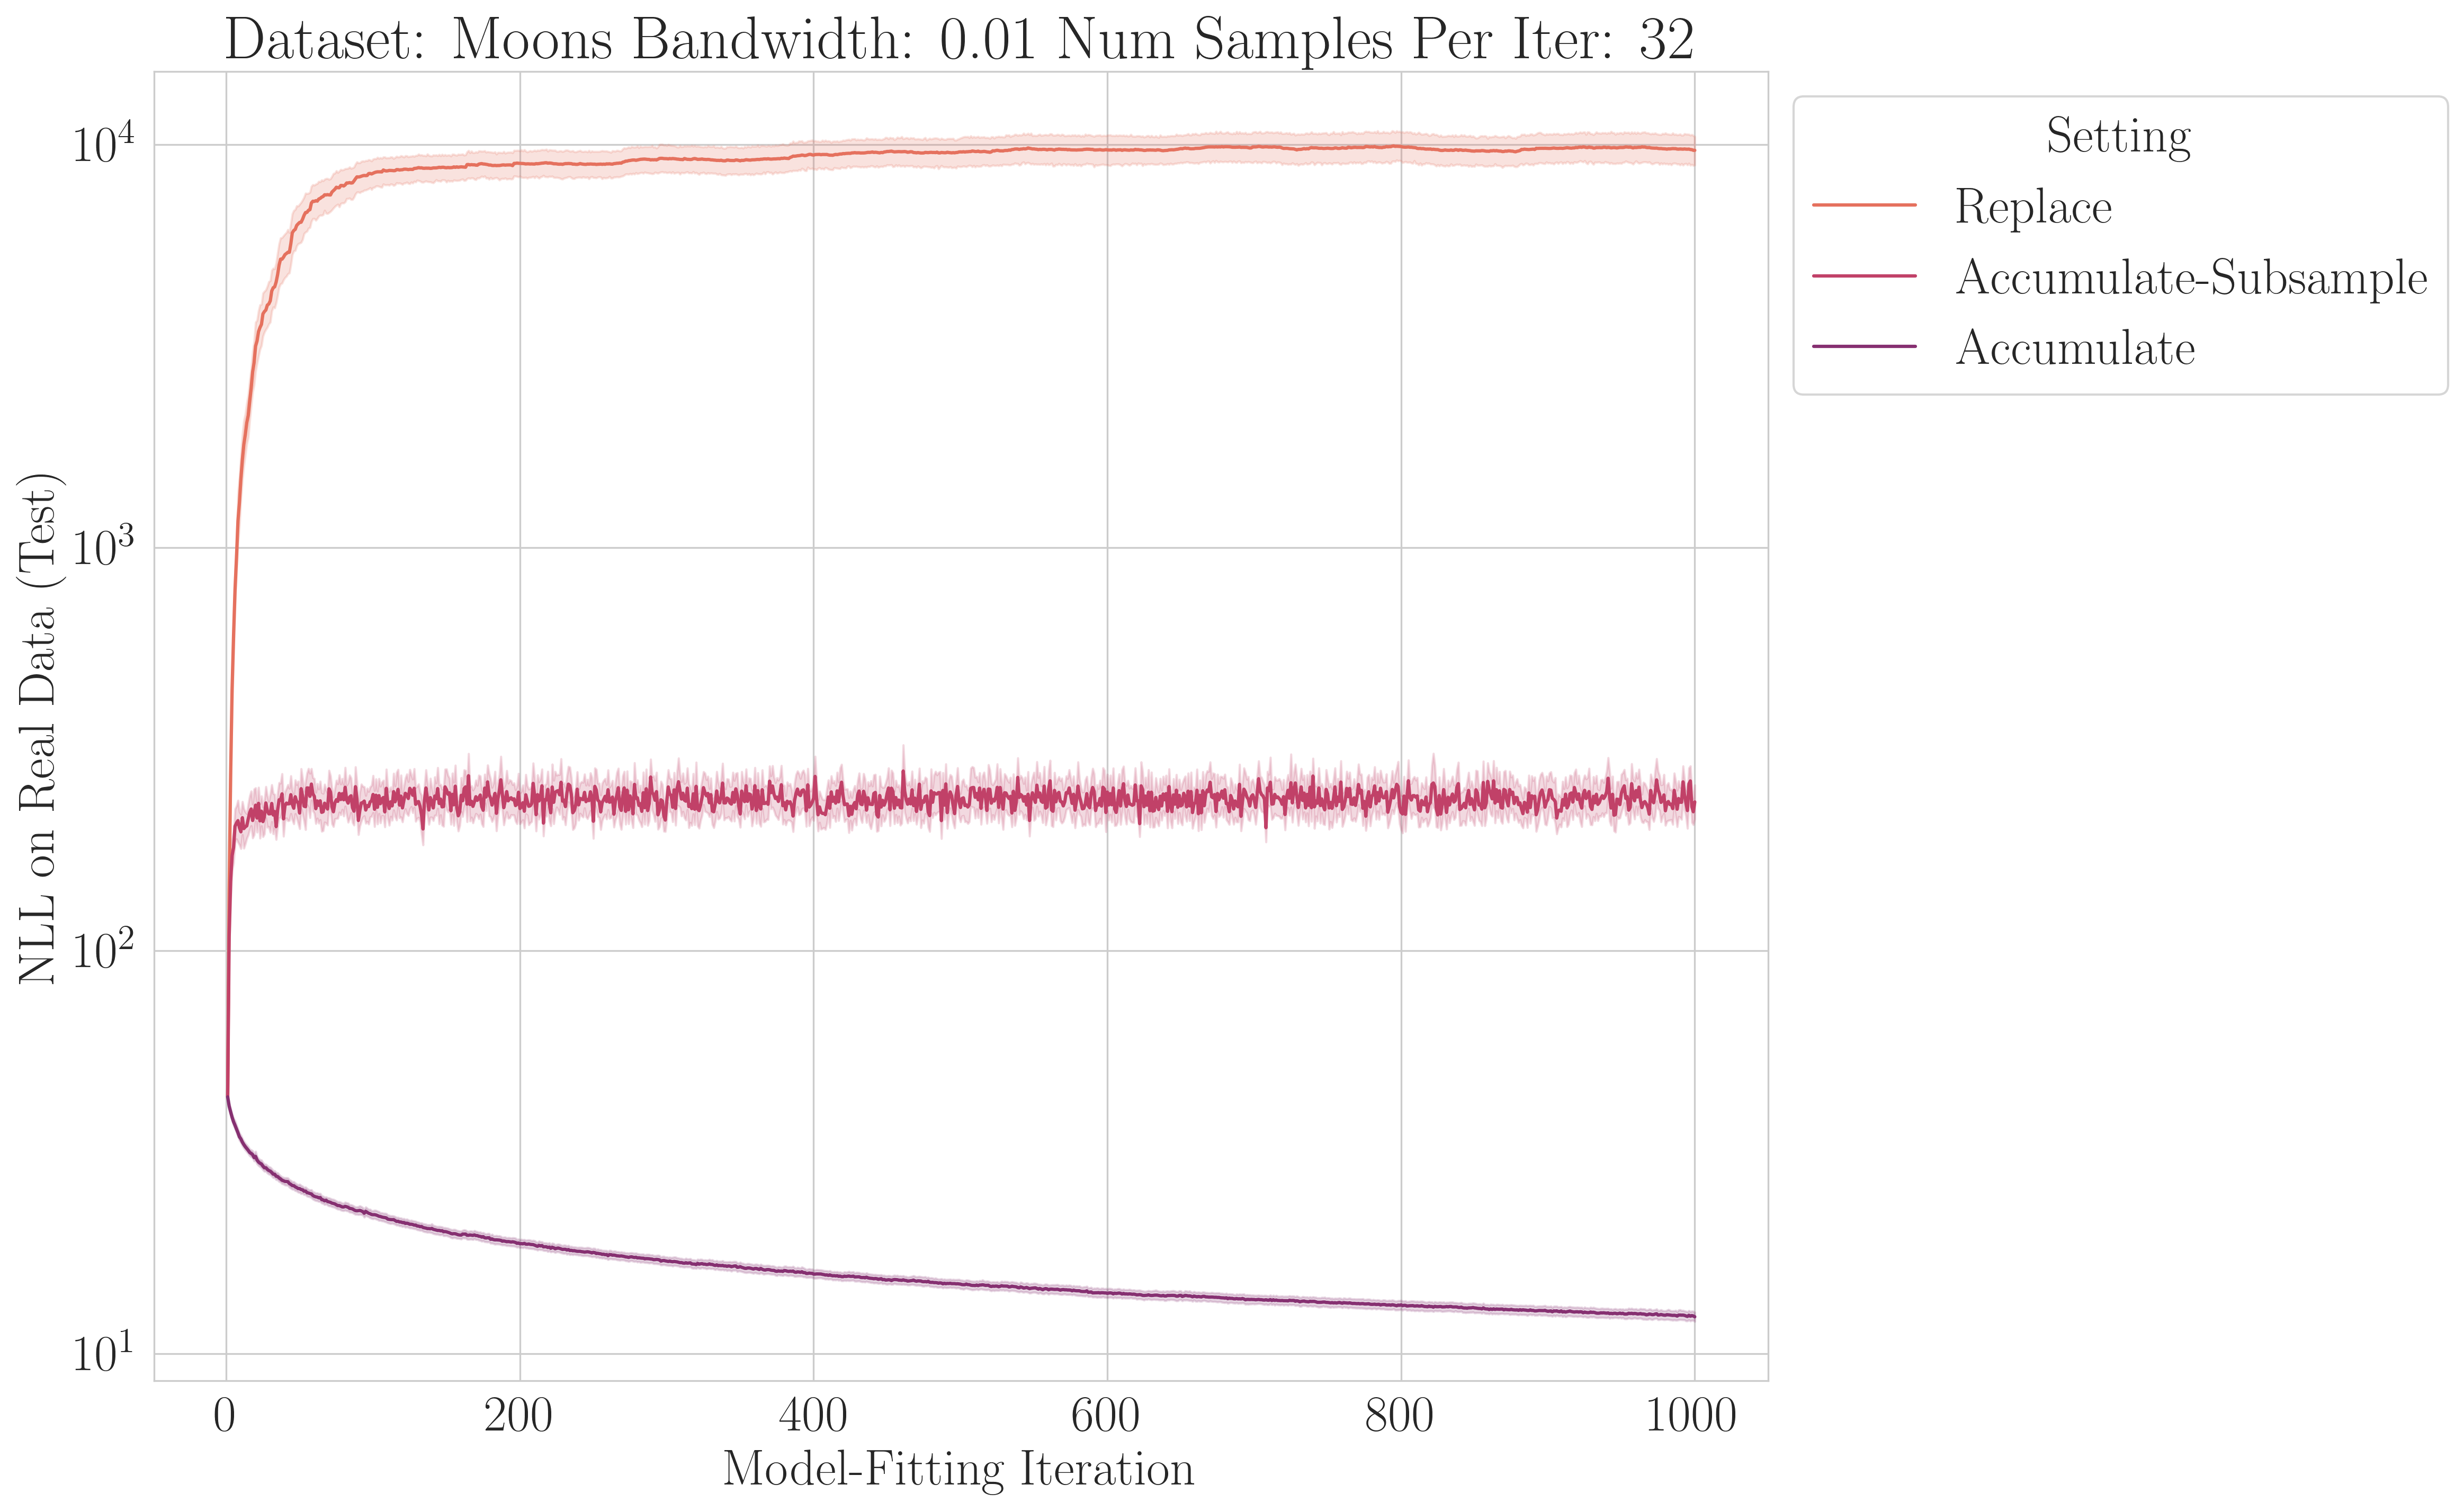 Dataset: Moons Bandwidth: 0.01 Num Samples Per Iter: 32
NLL on Real Data (Test)
10^4
10^3
10^2
10^1
0 200 400 600 800 1000
Model-Fitting Iteration
Setting
Replace
Accumulate-Subsample
Accumulate